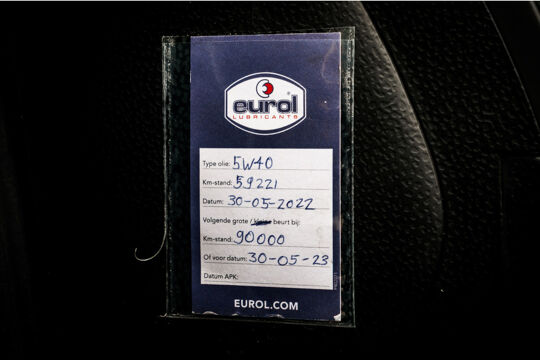 eurol
®
LUBRICANTS
Type olie: 5W40
Km-stand: 59221
Datum: 30-05-2022
Volgende grote / kleine beurt bij:
Km-stand: 90000
Of voor datum: 30-05-23
Datum APK:
EUROL.COM